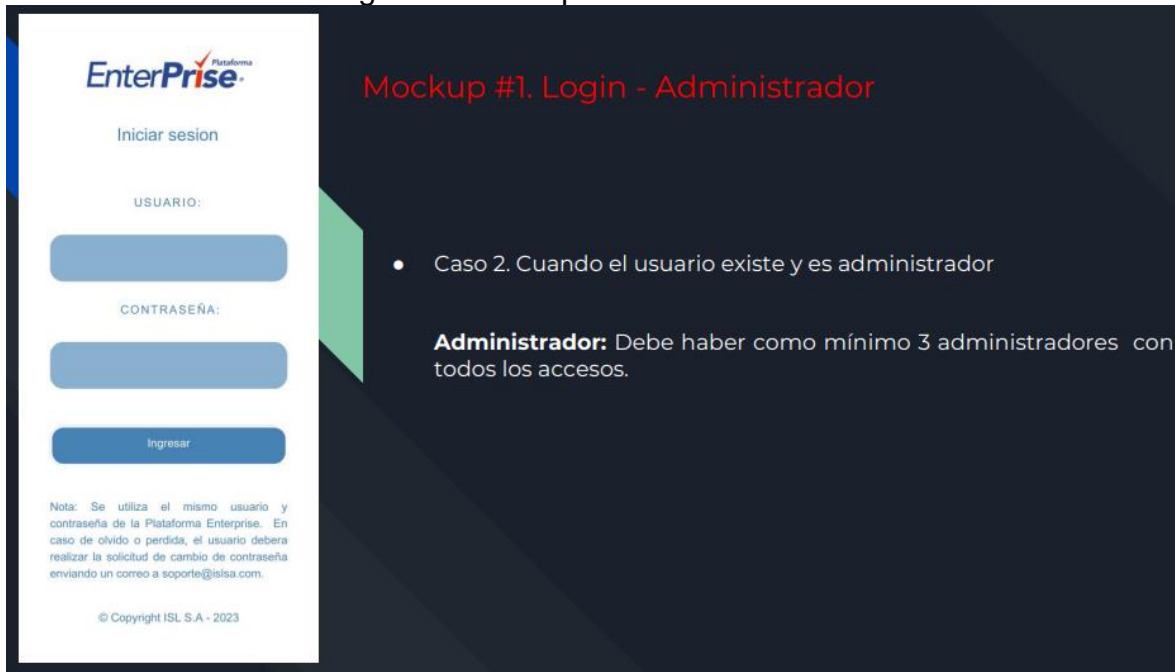 Plataforma
EnterPrise®
Iniciar sesion
USUARIO:
CONTRASEÑA:
Ingresar
Nota: Se utiliza el mismo usuario y
contraseña de la Plataforma Enterprise. En
caso de olvido o perdida, el usuario debera
realizar la solicitud de cambio de contraseña
enviando un correo a soporte@islsa.com.
© Copyright ISL S.A - 2023
Mockup #1. Login - Administrador
● Caso 2. Cuando el usuario existe y es administrador
Administrador: Debe haber como mínimo 3 administradores con
todos los accesos.